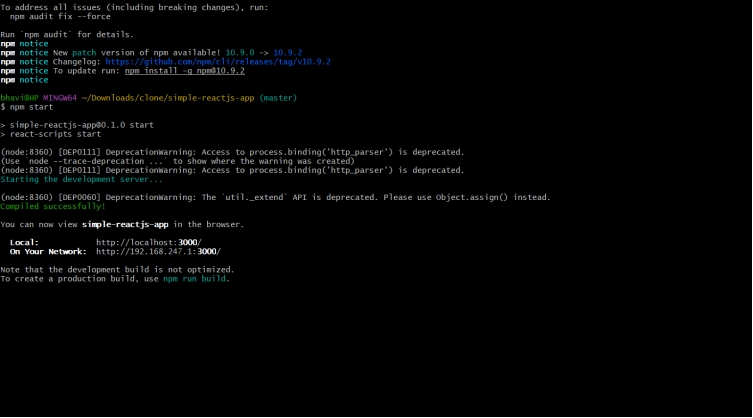 To address all issues (including breaking changes), run:
  npm audit fix --force

Run `npm audit` for details.
npm notice
npm notice New patch version of npm available! 10.9.0 -> 10.9.2
npm notice Changelog: https://github.com/npm/cli/releases/tag/v10.9.2
npm notice To update run: npm install -g npm@10.9.2
npm notice

bhavi@HP MINGW64 ~/Downloads/clone/simple-reactjs-app (master)
$ npm start

> simple-reactjs-app@0.1.0 start
> react-scripts start

(node:8360) [DEP0111] DeprecationWarning: Access to process.binding('http_parser') is deprecated.
(Use `node --trace-deprecation ...` to show where the warning was created)
(node:8360) [DEP0111] DeprecationWarning: Access to process.binding('http_parser') is deprecated.
Starting the development server...

(node:8360) [DEP0060] DeprecationWarning: The `util._extend` API is deprecated. Please use Object.assign() instead.
Compiled successfully!

You can now view simple-reactjs-app in the browser.

  Local:            http://localhost:3000/
  On Your Network:  http://192.168.247.1:3000/

Note that the development build is not optimized.
To create a production build, use npm run build.